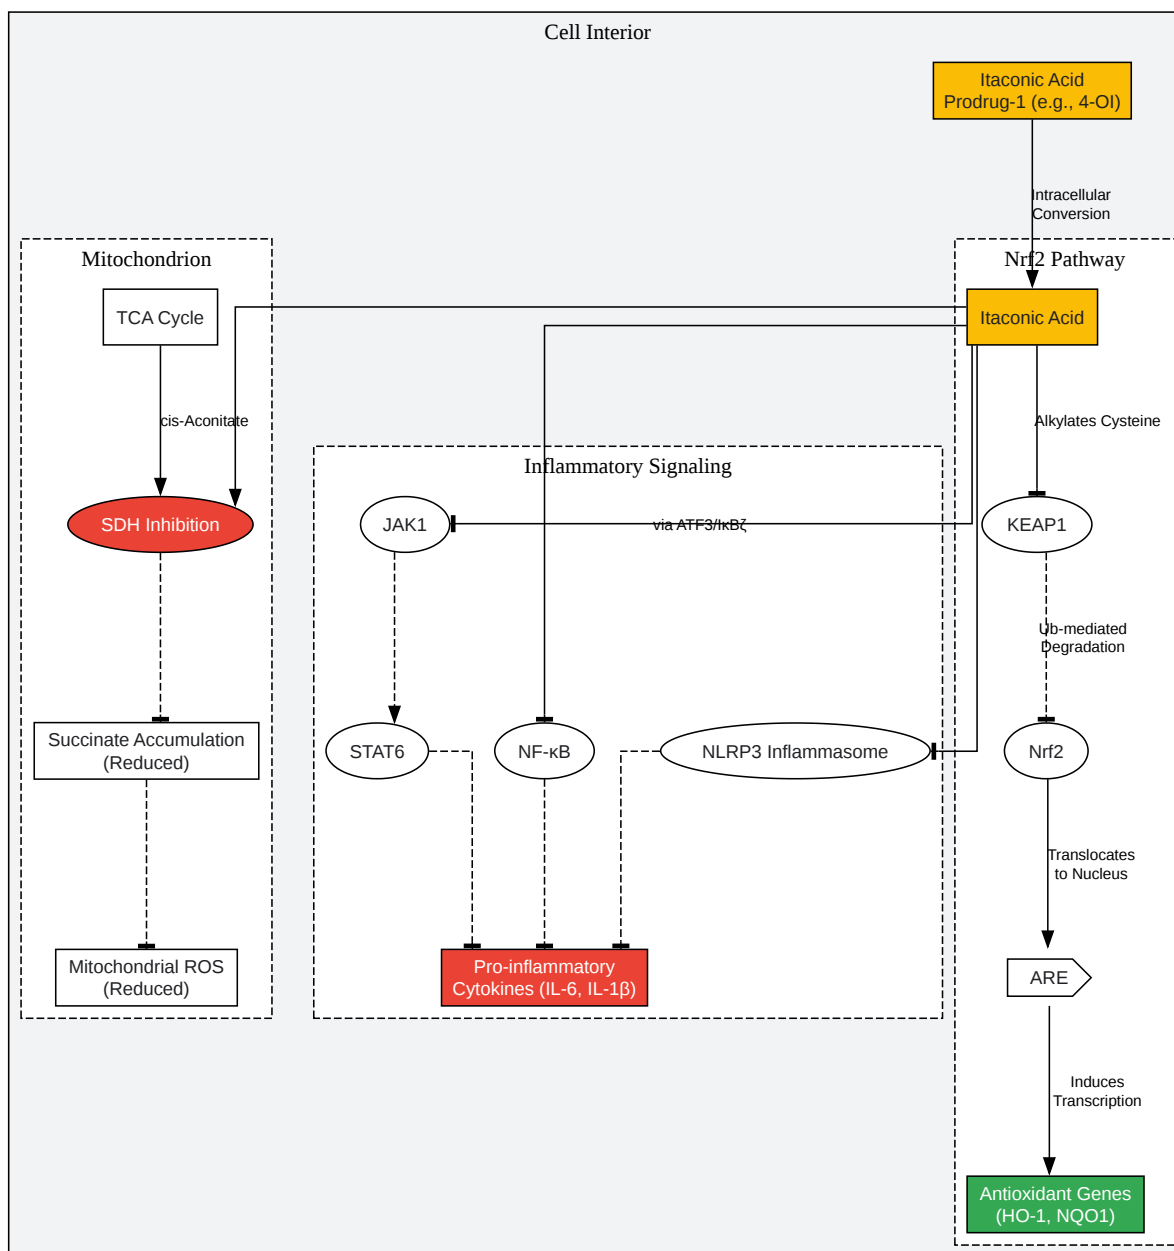 Cell Interior
Itaconic Acid
Prodrug-1 (e.g., 4-OI)
Intracellular
Conversion
Mitochondrion
Nrf2 Pathway
TCA Cycle
Itaconic Acid
cis-Aconitate
Alkylates Cysteine
Inflammatory Signaling
SDH Inhibition
JAK1
via ATF3/IκBζ
KEAP1
Ub-mediated
Degradation
Succinate Accumulation
(Reduced)
STAT6
NF-κB
NLRP3 Inflammasome
Nrf2
Translocates
to Nucleus
Mitochondrial ROS
(Reduced)
Pro-inflammatory
Cytokines (IL-6, IL-1β)
ARE
Induces
Transcription
Antioxidant Genes
(HO-1, NQO1)